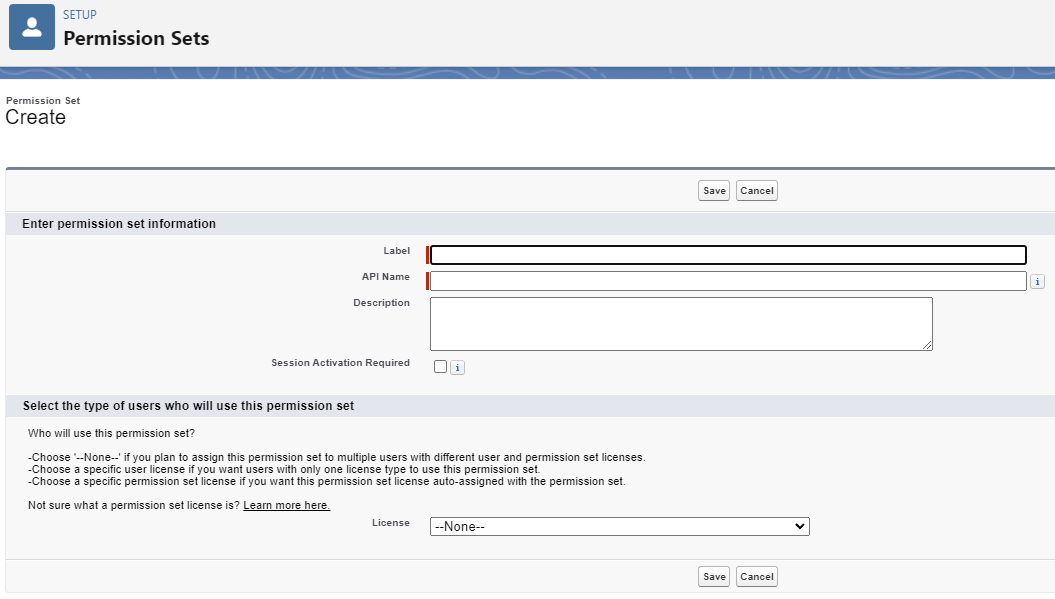 SETUP
Permission Sets
Permission Set
Create
Save Cancel
Enter permission set information
Label
API Name
i
Description
Session Activation Required
i
Select the type of users who will use this permission set
Who will use this permission set?
-Choose '--None--' if you plan to assign this permission set to multiple users with different user and permission set licenses.
-Choose a specific user license if you want users with only one license type to use this permission set.
-Choose a specific permission set license if you want this permission set license auto-assigned with the permission set.
Not sure what a permission set license is? Learn more here.
License --None--
Save Cancel